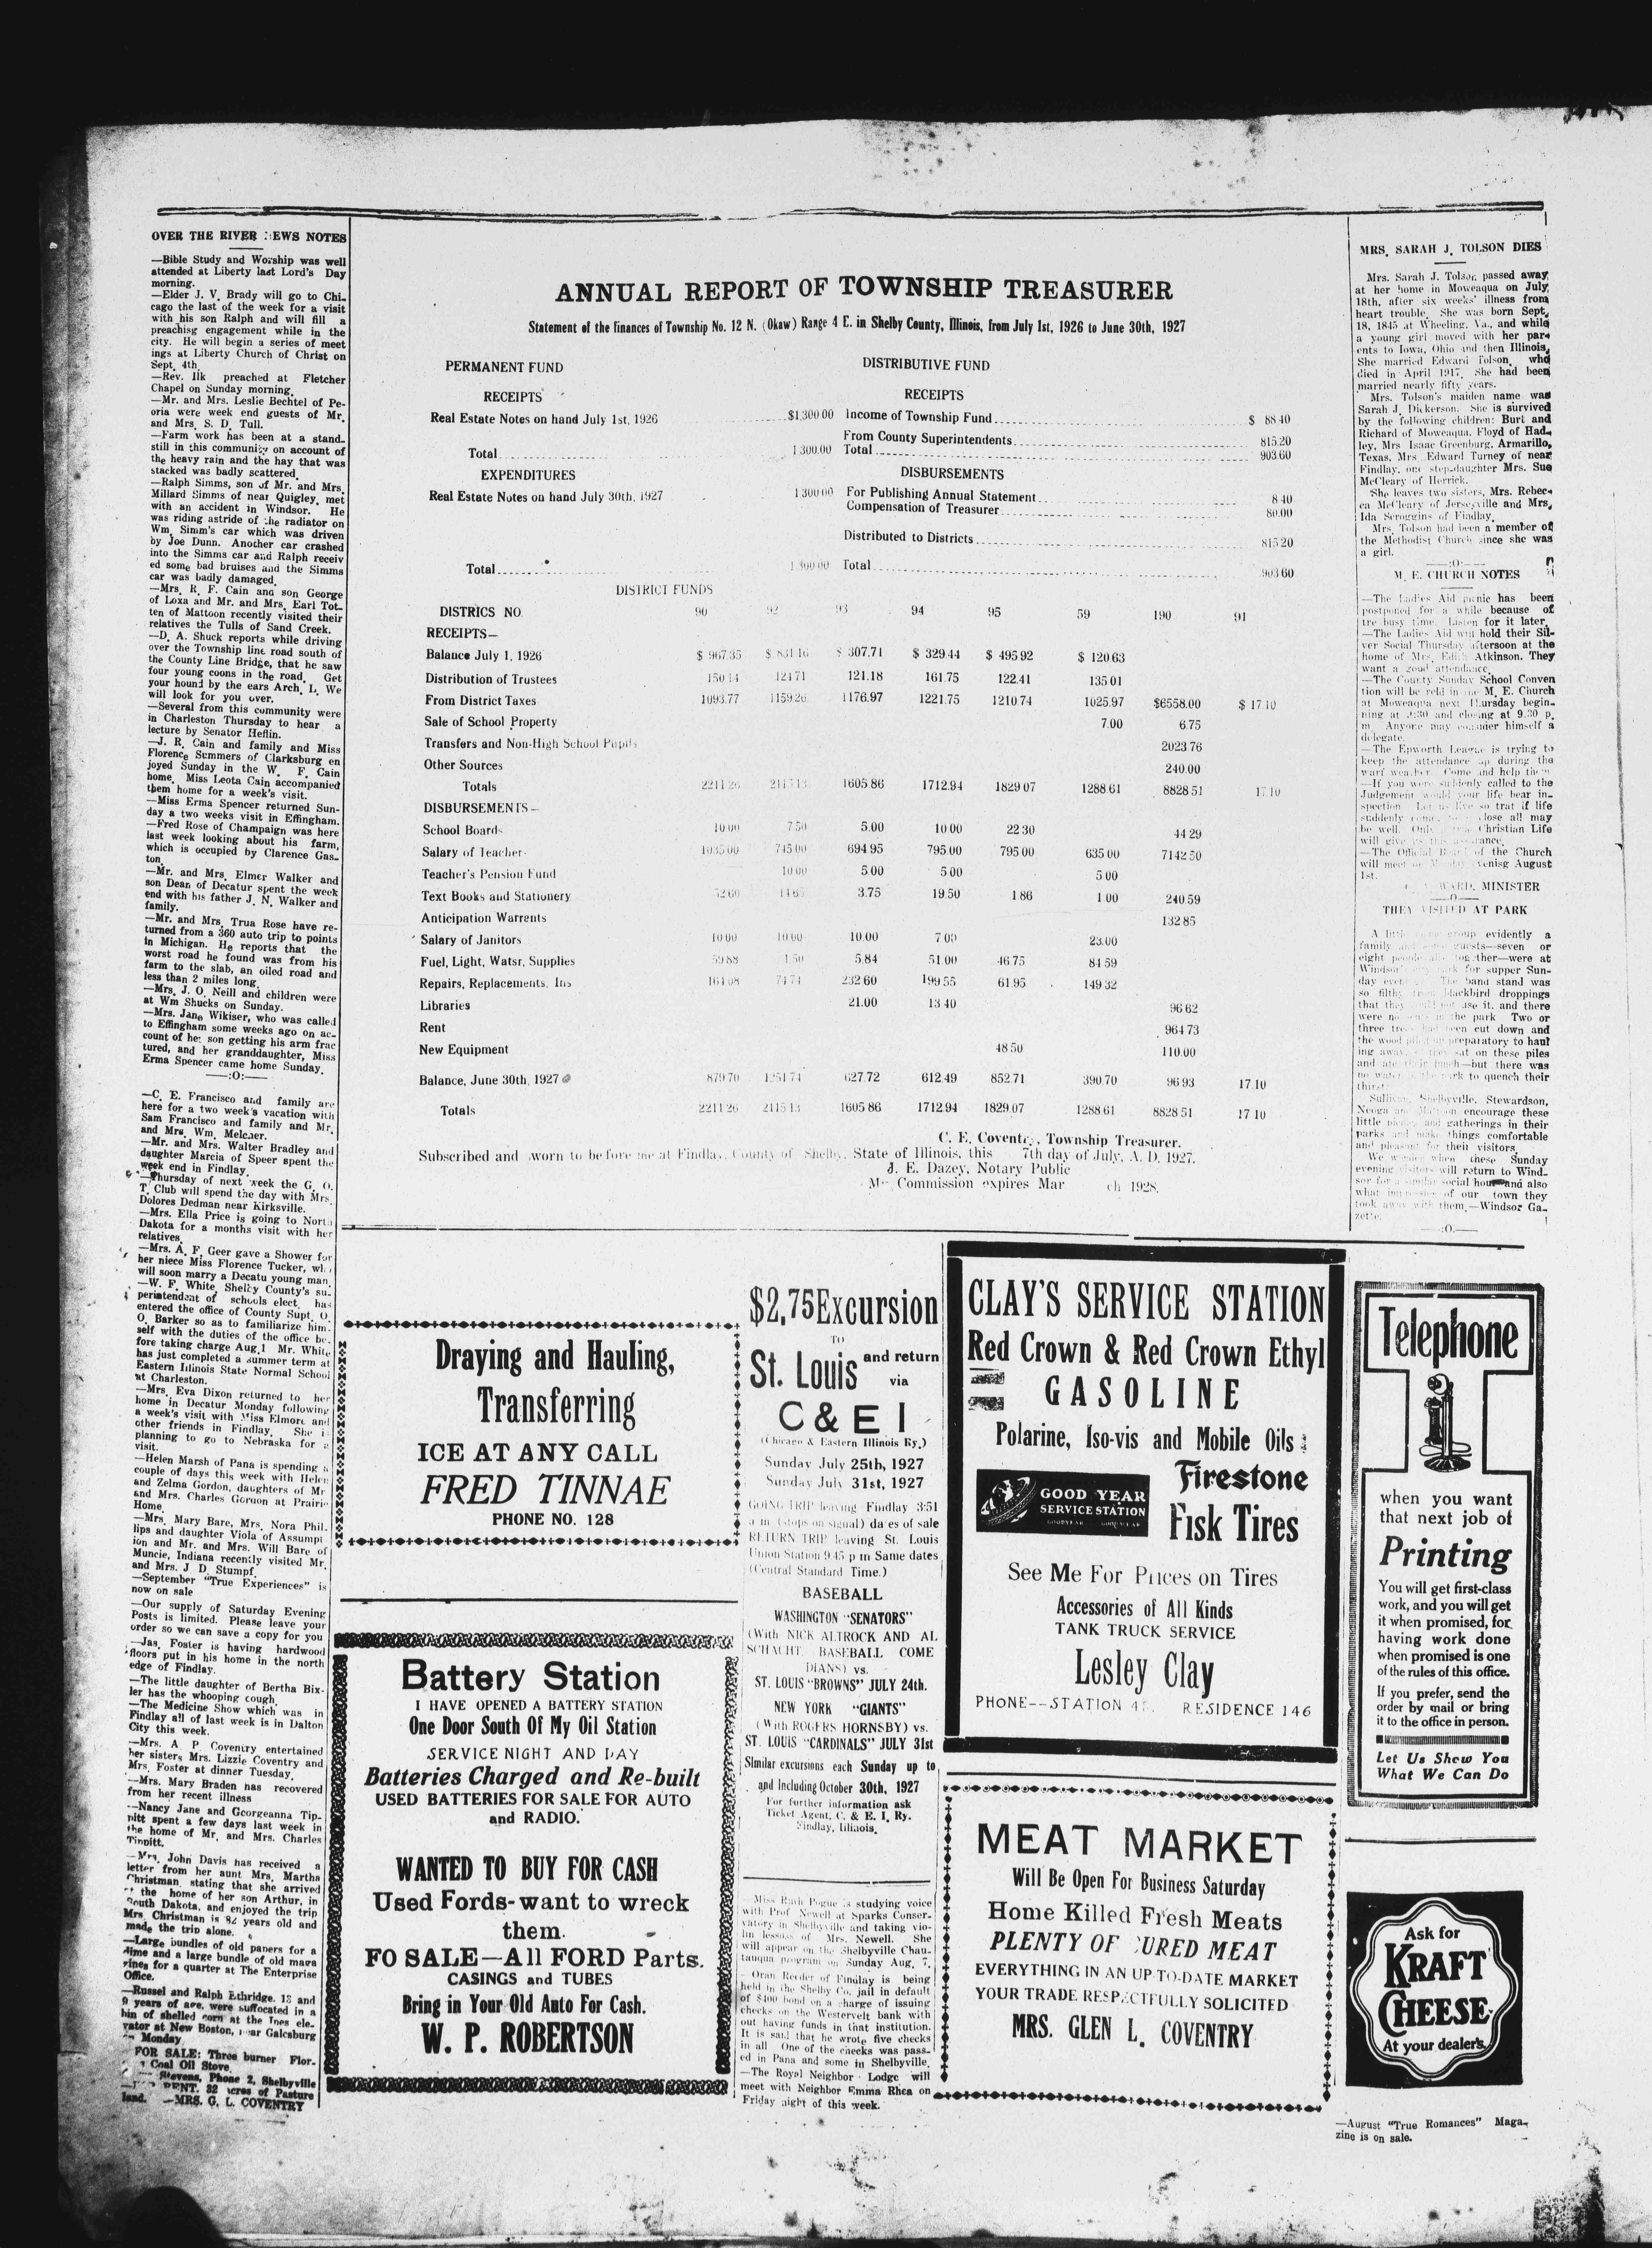 OVER THE RIVER :EWS NOTES
—Bible Study and Worship was well
attended at Liberty last Lord's Day
morning.
—Elder J. V. Brady will go to Chi-
cago the last of the week for a visit
with his son Ralph and will fill a
preachisg engagement while in the
city. He will begin a series of meet
ings at Liberty Church of Christ on
Sept. 4th.
—Rev. Ilk preached at Fletcher
Chapel on Sunday morning.
—Mr. and Mrs. Leslie Bechtel of Pe-
oria were week end guests of Mr.
and Mrs. S. D. Tull.
—Farm work has been at a stand-
still in this community on account of
the heavy rain and the hay that was
stacked was badly scattered.
—Ralph Simms, son of Mr. and Mrs.
Millard Simms of near Quigley, met
with an accident in Windsor. He
was riding astride of the radiator on
Wm. Simm's car which was driven
by Joe Dunn. Another car crashed
into the Simms car and Ralph receiv
ed some bad bruises and the Simms
car was badly damaged.
—Mrs. R. F. Cain and son George
of Loxa and Mr. and Mrs. Earl Tot-
ten of Mattoon recently visited their
relatives the Tulls of Sand Creek.
—D. A. Shuck reports while driving
over the Township line road south of
the County Line Bridge, that he saw
four young coons in the road. Get
your hound by the ears Arch. L. We
will look for you over.
—Several from this community were
in Charleston Thursday to hear a
lecture by Senator Heflin.
—J. R. Cain and family and Miss
Florence Summers of Clarksburg en
joyed Sunday in the W. F. Cain
home. Miss Leota Cain accompanied
them home for a week's visit.
—Miss Erma Spencer returned Sun-
day a two weeks visit in Effingham.
—Fred Rose of Champaign was here
last week looking about his farm,
which is occupied by Clarence Gas-
ton.
—Mr. and Mrs. Elmer Walker and
son Dean of Decatur spent the week
end with his father J. N. Walker and
family.
—Mr. and Mrs. Trua Rose have re-
turned from a 360 auto trip to points
in Michigan. He reports that the
worst road he found was from his
farm to the slab, an oiled road and
less than 2 miles long.
—Mrs. J. O. Neill and children were
at Wm Shucks on Sunday.
—Mrs. Jane Wikiser, who was called
to Effingham some weeks ago on ac-
count of her son getting his arm frac
tured, and her granddaughter, Miss
Erma Spencer came home Sunday.
——:O:——
—C. E. Francisco and family are
here for a two week's vacation with
Sam Francisco and family and Mr.
and Mrs. Wm. Melcher.
—Mr. and Mrs. Walter Bradley and
daughter Marcia of Speer spent the
week end in Findlay.
—Thursday of next week the G. O.
T. Club will spend the day with Mrs.
Dolores Dedman near Kirksville.
—Mrs. Ella Price is going to North
Dakota for a months visit with her
relatives.
—Mrs. A. F. Geer gave a Shower for
her niece Miss Florence Tucker, who
will soon marry a Decatu young man.
—W. F. White, Shelby County's su-
perintendent of schools elect has
entered the office of County Supt. O.
O. Barker so as to familiarize him-
self with the duties of the office be-
fore taking charge Aug. 1 Mr. White
has just completed a summer term at
Eastern Illinois State Normal School
at Charleston.
—Mrs. Eva Dixon returned to her
home in Decatur Monday following
a week's visit with Miss Elmore and
other friends in Findlay. She is
planning to go to Nebraska for a
visit.
—Helen Marsh of Pana is spending a
couple of days this week with Helen
and Zelma Gordon, daughters of Mr
and Mrs. Charles Gordon at Prairie
Home.
—Mrs. Mary Bare, Mrs. Nora Phil-
lips and daughter Viola of Assumpt
ion and Mr. and Mrs. Will Bare of
Muncie, Indiana recently visited Mr.
and Mrs. J D. Stumpf.
—September "True Experiences" is
now on sale
—Our supply of Saturday Evening
Posts is limited. Please leave your
order so we can save a copy for you
—Jas. Foster is having hardwood
floors put in his home in the north
edge of Findlay.
—The little daughter of Bertha Bix-
ler has the whooping cough.
—The Medicine Show which was in
Findlay all of last week is in Dalton
City this week.
—Mrs. A P Coventry entertained
her sisters Mrs. Lizzie Coventry and
Mrs. Foster at dinner Tuesday.
—Mrs. Mary Braden has recovered
from her recent illness
—Nancy Jane and Georgeanna Tip-
pitt spent a few days last week in
the home of Mr. and Mrs. Charles
Tippitt.
—Mrs. John Davis has received a
letter from her aunt Mrs. Martha
Christman, stating that she arrived
at the home of her son Arthur, in
South Dakota, and enjoyed the trip
Mrs. Christman is 82 years old and
made the trip alone.
—Large bundles of old papers for a
dime and a large bundle of old maga
zines for a quarter at The Enterprise
Office.
—Russel and Ralph Ethridge, 13 and
9 years of age, were suffocated in a
bin of shelled corn at the Ipes ele-
vator at New Boston, near Galesburg
on Monday
FOR SALE: Three burner Flor-
Coal Oil Stove.
Stevens, Phone 2, Shelbyville
RENT. 32 acres of Pasture
land. —MRS. G. L. COVENTRY
ANNUAL REPORT OF TOWNSHIP TREASURER
Statement of the finances of Township No. 12 N. (Okaw) Range 4 E. in Shelby County, Illinois, from July 1st, 1926 to June 30th, 1927
PERMANENT FUND
RECEIPTS
Real Estate Notes on hand July 1st, 1926 $1,300.00
Total 1300.00
EXPENDITURES
Real Estate Notes on hand July 30th, 1927 1300.00
Total 1300.00
DISTRIBUTIVE FUND
RECEIPTS
Income of Township Fund $ 88.40
From County Superintendents 815.20
Total 903.60
DISBURSEMENTS
For Publishing Annual Statement 8.40
Compensation of Treasurer 80.00
Distributed to Districts 815.20
Total 903.60
DISTRICT FUNDS
DISTRICS NO. 90 92 93 94 95 59 190 91
RECEIPTS—
Balance July 1, 1926 $ 967.35 $ 831.16 $ 307.71 $ 329.44 $ 495.92 $ 120.63
Distribution of Trustees 150.14 124.71 121.18 161.75 122.41 135.01
From District Taxes 1093.77 1159.26 1176.97 1221.75 1210.74 1025.97 $6558.00 $ 17.10
Sale of School Property 7.00 6.75
Transfers and Non-High School Pupils 2023.76
Other Sources 240.00
Totals 2211.26 2115.13 1605.86 1712.94 1829.07 1288.61 8828.51 17.10
DISBURSEMENTS—
School Boards 10.00 7.50 5.00 10.00 22.30 44.29
Salary of Teacher 1035.00 745.00 694.95 795.00 795.00 635.00 7142.50
Teacher's Pension Fund 10.00 5.00 5.00 5.00
Text Books and Stationery 52.60 14.65 3.75 19.50 1.86 1.00 240.59
Anticipation Warrents 132.85
Salary of Janitors 10.00 10.00 10.00 7.00 23.00
Fuel, Light, Watsr, Supplies 59.88 1.50 5.84 51.00 46.75 84.59
Repairs, Replacements, Ins 164.08 74.74 232.60 199.55 61.95 149.32
Libraries 21.00 13.40 96.62
Rent 964.73
New Equipment 48.50 110.00
Balance, June 30th, 1927 879.70 1251.74 627.72 612.49 852.71 390.70 96.93 17.10
Totals 2211.26 2115.13 1605.86 1712.94 1829.07 1288.61 8828.51 17.10
C. E. Coventry, Township Treasurer.
Subscribed and sworn to before me at Findlay, County of Shelby, State of Illinois, this 7th day of July, A. D. 1927.
J. E. Dazey, Notary Public
My Commission expires Mar ch 1928.
MRS. SARAH J. TOLSON DIES
Mrs. Sarah J. Tolson passed away
at her home in Moweaqua on July
18th, after six weeks' illness from
heart trouble. She was born Sept.
18, 1845 at Wheeling, Va., and while
a young girl moved with her par-
ents to Iowa, Ohio and then Illinois.
She married Edward Tolson, who
died in April 1917. She had been
married nearly fifty years.
Mrs. Tolson's maiden name was
Sarah J. Dickerson. She is survived
by the following children: Burl and
Richard of Moweaqua, Floyd of Had-
ley, Mrs. Isaac Greenburg, Armarillo,
Texas, Mrs. Edward Turney of near
Findlay, one step-daughter Mrs. Sue
McCleary of Herrick.
She leaves two sisters, Mrs. Rebec-
ca McCleary of Jerseyville and Mrs.
Ida Scroggins of Findlay.
Mrs. Tolson had been a member of
the Methodist Church since she was
a girl.
——:O:——
M. E. CHURCH NOTES
—The Ladies Aid picnic has been
postponed for a while because of
tre busy time. Listen for it later.
—The Ladies Aid will hold their Sil-
ver Social Thursday aftersoon at the
home of Mrs. Edith Atkinson. They
want a good attendance.
—The County Sunday School Conven
tion will be held in the M. E. Church
at Moweaqua next Thursday begin-
ning at 9:30 and closing at 9.30 p.
m. Anyone may consider himself a
delegate.
—The Epworth League is trying to
keep the attendance up during the
warf weather. Come and help them
—If you were suddenly called to the
Judgement would your life bear in-
spection Let us live so trat if life
suddenly comes close all may
be well. Only Christian Life
will give us this assurance.
—The Official Board of the Church
will meet on Monday evenisg August
1st.
WARD, MINISTER
——O——
THEY VISITED AT PARK
A little group evidently a
family and some guests—seven or
eight people together—were at
Windsor park for supper Sun-
day even The band stand was
so filthy from blackbird droppings
that they could not use it, and there
were no in the park Two or
three trees had been cut down and
the wood piled preparatory to haul
ing away. sat on these piles
and ate their lunch—but there was
no water in the park to quench their
thirst.
Sullivan, Shelbyville, Stewardson,
Neoga and Mattoon encourage these
little picnics and gatherings in their
parks and make things comfortable
and pleasant for their visitors.
We wonder when these Sunday
evening visitors will return to Wind-
sor for a similar social hour and also
what impression of our town they
took away with them.—Windsor Ga-
zette.
——:O:——
Draying and Hauling,
Transferring
ICE AT ANY CALL
FRED TINNAE
PHONE NO. 128
Battery Station
I HAVE OPENED A BATTERY STATION
One Door South Of My Oil Station
SERVICE NIGHT AND DAY
Batteries Charged and Re-built
USED BATTERIES FOR SALE FOR AUTO
and RADIO.
WANTED TO BUY FOR CASH
Used Fords-want to wreck
them.
FO SALE—All FORD Parts.
CASINGS and TUBES
Bring in Your Old Auto For Cash.
W. P. ROBERTSON
$2.75 Excursion
TO
St. Louis and return
via
C & E I
(Chicago & Eastern Illinois Ry.)
Sunday July 25th, 1927
Sunday July 31st, 1927
GOING TRIP leaving Findlay 3:51
a m (stops on signal) da es of sale
RETURN TRIP leaving St. Louis
Union Station 9 45 p m Same dates
(Central Standard Time.)
BASEBALL
WASHINGTON "SENATORS"
(With NICK ALTROCK AND AL
SCHACHT BASEBALL COME
DIANS) vs.
ST. LOUIS "BROWNS" JULY 24th.
NEW YORK "GIANTS"
(With ROGERS HORNSBY) vs.
ST. LOUIS "CARDINALS" JULY 31st
Similar excursions each Sunday up to
and Including October 30th, 1927
For further information ask
Ticket Agent, C. & E. I. Ry.
Findlay, Illinois.
—Miss Ruth Pogue is studying voice
with Prof Newell at Sparks Conser-
vatory in Shelbyville and taking vio-
lin lessoss of Mrs. Newell. She
will appear on the Shelbyville Chau-
tauqua program on Sunday Aug. 7.
—Oran Reeder of Findlay is being
held in the Shelby Co. jail in default
of $400 bond on a charge of issuing
checks on the Westervelt bank with
out having funds in that institution.
It is said that he wrote five checks
in all One of the checks was pass-
ed in Pana and some in Shelbyville.
—The Royal Neighbor Lodge will
meet with Neighbor Emma Rhea on
Friday night of this week.
CLAY'S SERVICE STATION
Red Crown & Red Crown Ethyl
GASOLINE
Polarine, Iso-vis and Mobile Oils
GOOD YEAR
SERVICE STATION
Firestone
Fisk Tires
See Me For Prices on Tires
Accessories of All Kinds
TANK TRUCK SERVICE
Lesley Clay
PHONE--STATION 4 RESIDENCE 146
MEAT MARKET
Will Be Open For Business Saturday
Home Killed Fresh Meats
PLENTY OF CURED MEAT
EVERYTHING IN AN UP-TO-DATE MARKET
YOUR TRADE RESPECTFULLY SOLICITED
MRS. GLEN L. COVENTRY
Telephone
when you want
that next job of
Printing
You will get first-class
work, and you will get
it when promised, for
having work done
when promised is one
of the rules of this office.
If you prefer, send the
order by mail or bring
it to the office in person.
Let Us Show You
What We Can Do
Ask for
KRAFT
CHEESE
At your dealer's.
—August "True Romances" Maga-
zine is on sale.